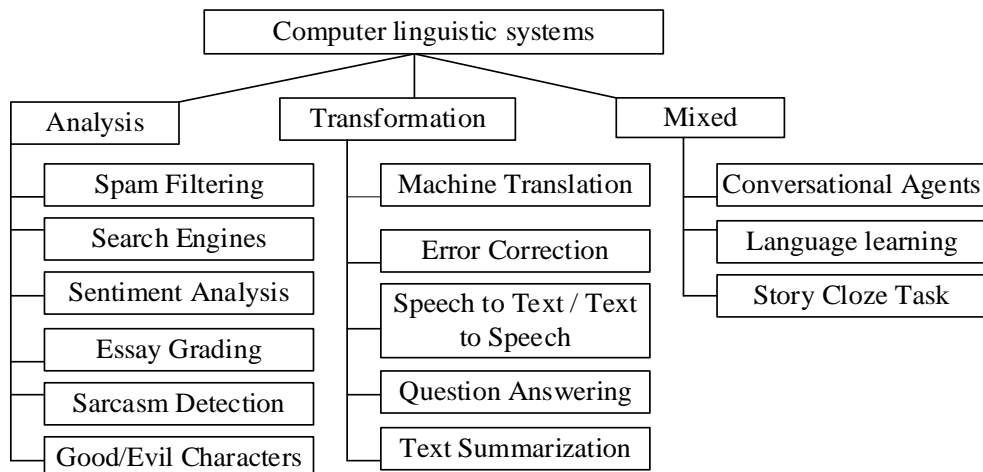 Computer linguistic systems
Analysis
Spam Filtering
Search Engines
Sentiment Analysis
Essay Grading
Sarcasm Detection
Good/Evil Characters
Transformation
Machine Translation
Error Correction
Speech to Text / Text
to Speech
Question Answering
Text Summarization
Mixed
Conversational Agents
Language learning
Story Cloze Task